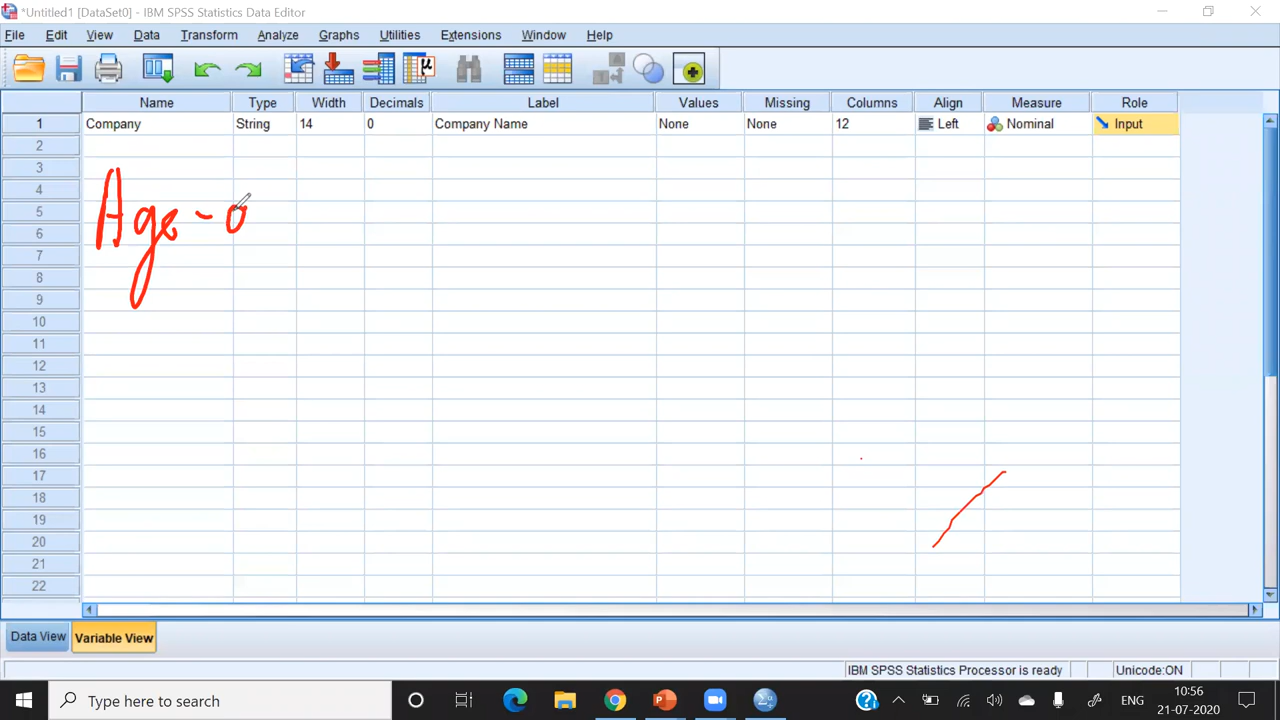 *Untitled1 [DataSet0] - IBM SPSS Statistics Data Editor
File Edit View Data Transform Analyze Graphs Utilities Extensions Window Help
Name Type Width Decimals Label Values Missing Columns Align Measure Role
1 Company String 14 0 Company Name None None 12 Left Nominal Input
2
3
4
5
6
7
8
9
10
11
12
13
14
15
16
17
18
19
20
21
22
Age - 0
Data View Variable View
IBM SPSS Statistics Processor is ready Unicode:ON
Type here to search
ENG
10:56
21-07-2020